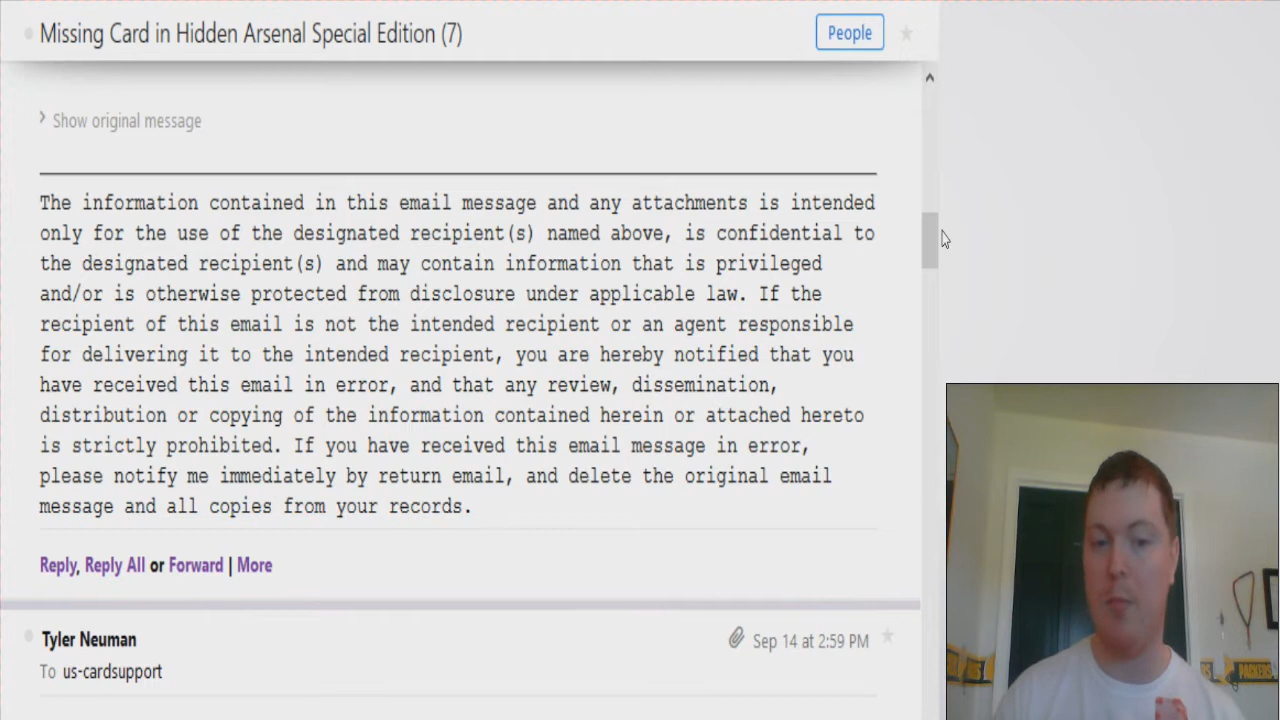 Missing Card in Hidden Arsenal Special Edition (7)
People
Show original message
The information contained in this email message and any attachments is intended
only for the use of the designated recipient(s) named above, is confidential to
the designated recipient(s) and may contain information that is privileged
and/or is otherwise protected from disclosure under applicable law. If the
recipient of this email is not the intended recipient or an agent responsible
for delivering it to the intended recipient, you are hereby notified that you
have received this email in error, and that any review, dissemination,
distribution or copying of the information contained herein or attached hereto
is strictly prohibited. If you have received this email message in error,
please notify me immediately by return email, and delete the original email
message and all copies from your records.
Reply, Reply All or Forward | More
Tyler Neuman
Sep 14 at 2:59 PM
To us-cardsupport
PACKERS